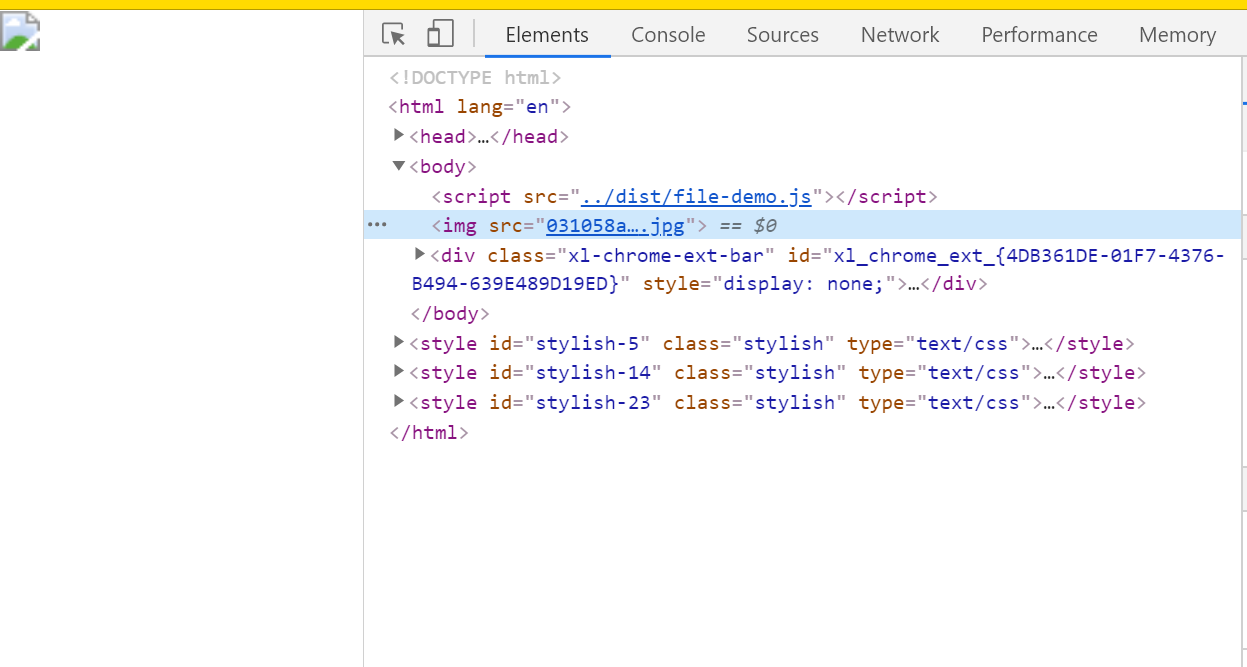 Elements Console Sources Network Performance Memory
<!DOCTYPE html>
<html lang="en">
<head>…</head>
<body>
<script src="../dist/file-demo.js"></script>
<img src="031058a….jpg"> == $0
<div class="xl-chrome-ext-bar" id="xl_chrome_ext_{4DB361DE-01F7-4376-
B494-639E489D19ED}" style="display: none;">…</div>
</body>
<style id="stylish-5" class="stylish" type="text/css">…</style>
<style id="stylish-14" class="stylish" type="text/css">…</style>
<style id="stylish-23" class="stylish" type="text/css">…</style>
</html>